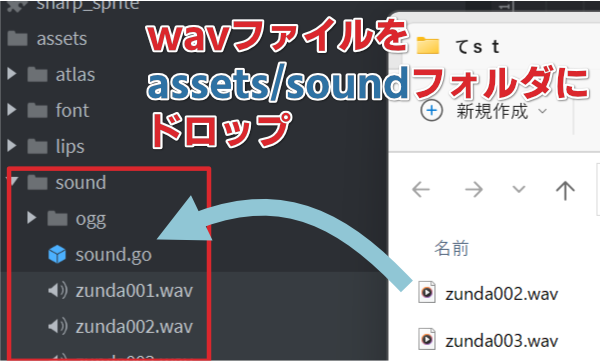 sharp_sprite
assets
atlas
font
lips
sound
ogg
sound.go
zunda001.wav
zunda002.wav
wavファイルを
assets/soundフォルダに
ドロップ
てｓｔ
新規作成
名前
zunda002.wav
zunda003.wav